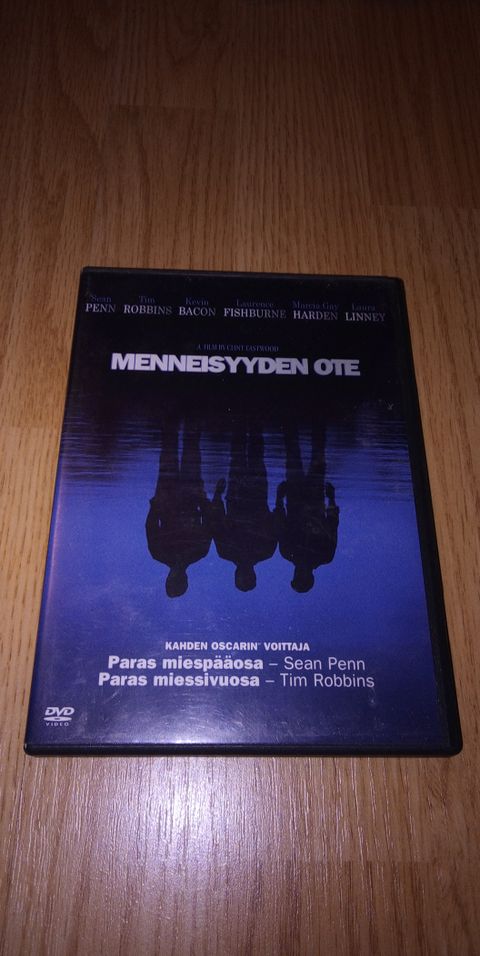 Sean Tim Kevin Laurence Marcia Gay Laura
PENN ROBBINS BACON FISHBURNE HARDEN LINNEY
A FILM BY CLINT EASTWOOD
MENNEISYYDEN OTE
KAHDEN OSCARIN™ VOITTAJA
Paras miespääosa – Sean Penn
Paras miessivuosa – Tim Robbins
DVD
VIDEO